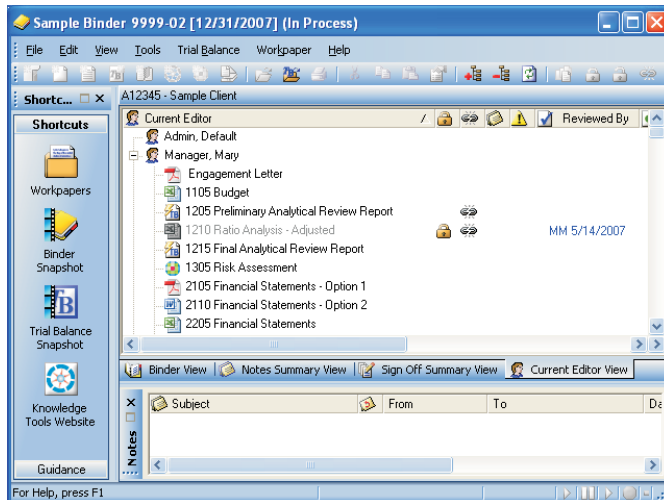 Sample Binder 9999-02 [12/31/2007] (In Process)
File Edit View Tools Trial Balance Workpaper Help
Shortc...
A12345 - Sample Client
Shortcuts
Current Editor / Reviewed By
Admin, Default
Manager, Mary
Engagement Letter
Workpapers
1105 Budget
1205 Preliminary Analytical Review Report
1210 Ratio Analysis - Adjusted MM 5/14/2007
1215 Final Analytical Review Report
Binder
Snapshot
1305 Risk Assessment
2105 Financial Statements - Option 1
2110 Financial Statements - Option 2
2205 Financial Statements
Trial Balance
Snapshot
Binder View Notes Summary View Sign Off Summary View Current Editor View
Knowledge
Tools Website
Notes
Subject From To Da
Guidance
For Help, press F1